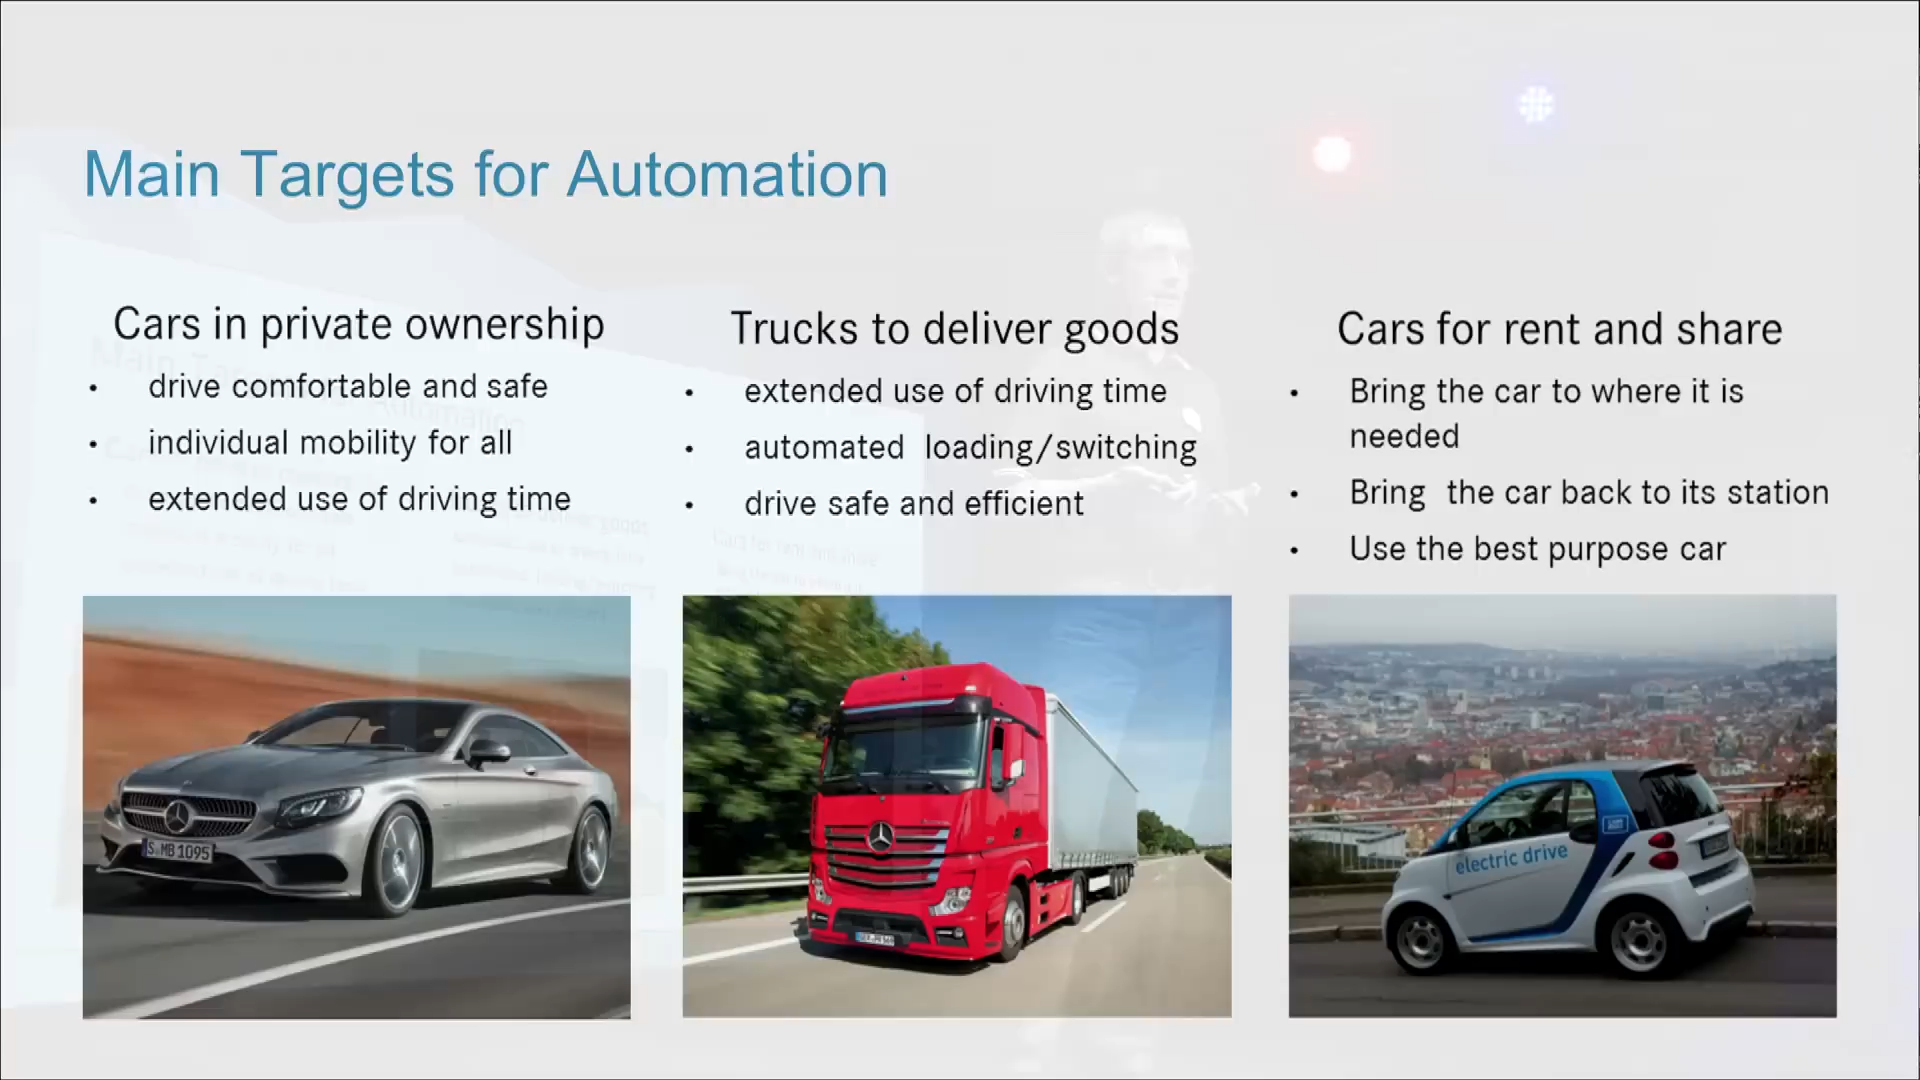 Main Targets for Automation
Cars in private ownership
• drive comfortable and safe
• individual mobility for all
• extended use of driving time
Trucks to deliver goods
• extended use of driving time
• automated loading/switching
• drive safe and efficient
Cars for rent and share
• Bring the car to where it is
needed
• Bring the car back to its station
• Use the best purpose car
S MB 1095
electric drive